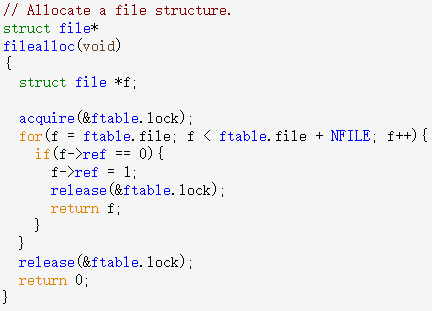 // Allocate a file structure.
struct file*
filealloc(void)
{
  struct file *f;

  acquire(&ftable.lock);
  for(f = ftable.file; f < ftable.file + NFILE; f++){
    if(f->ref == 0){
      f->ref = 1;
      release(&ftable.lock);
      return f;
    }
  }
  release(&ftable.lock);
  return 0;
}